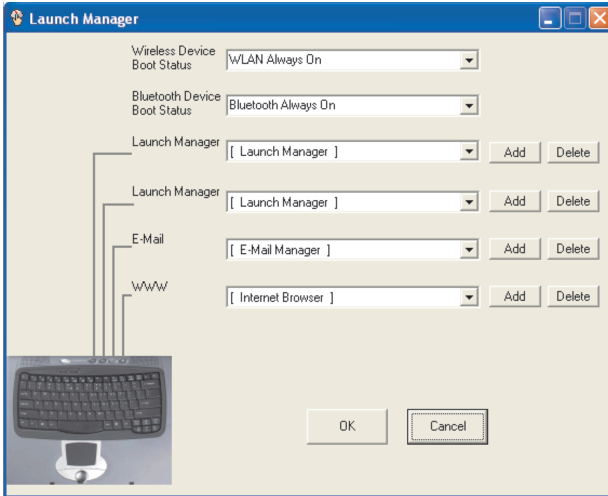 Launch Manager
Wireless Device
Boot Status
WLAN Always On
Bluetooth Device
Boot Status
Bluetooth Always On
Launch Manager
[ Launch Manager ]
Add
Delete
Launch Manager
[ Launch Manager ]
Add
Delete
E-Mail
[ E-Mail Manager ]
Add
Delete
WWW
[ Internet Browser ]
Add
Delete
OK
Cancel